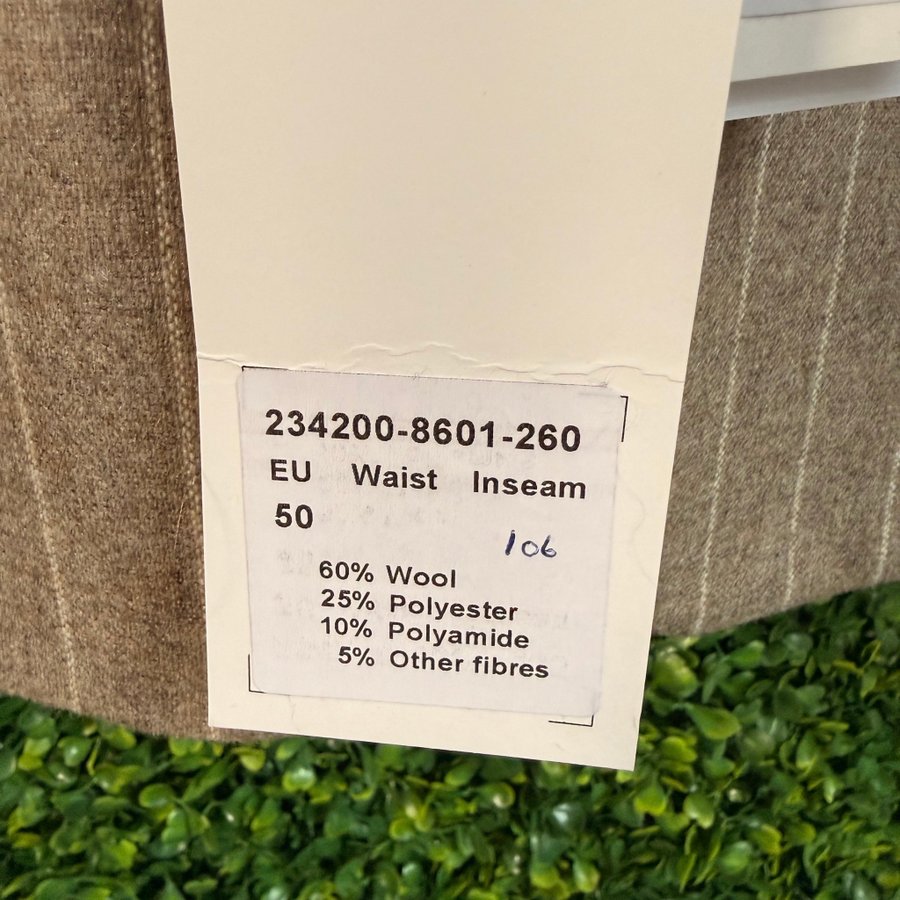 234200-8601-260
EU Waist Inseam
50
106
60% Wool
25% Polyester
10% Polyamide
5% Other fibres